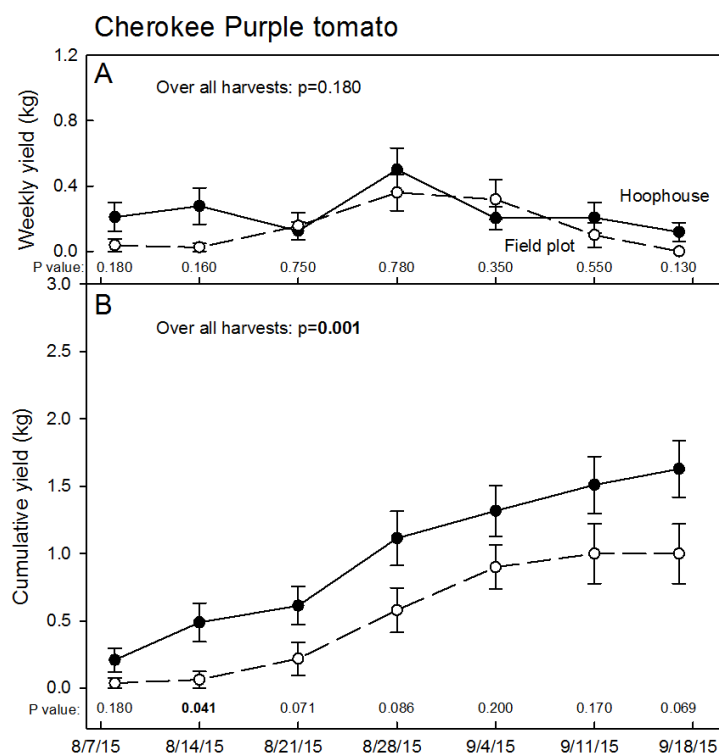 Cherokee Purple tomato
A
Over all harvests: p=0.180
Weekly yield (kg)
1.2
0.8
0.4
0.0
Hoophouse
Field plot
P value: 0.180 0.160 0.750 0.780 0.350 0.550 0.130
B
Over all harvests: p=0.001
Cumulative yield (kg)
3.0
2.5
2.0
1.5
1.0
0.5
0.0
P value: 0.180 0.041 0.071 0.086 0.200 0.170 0.069
8/7/15 8/14/15 8/21/15 8/28/15 9/4/15 9/11/15 9/18/15